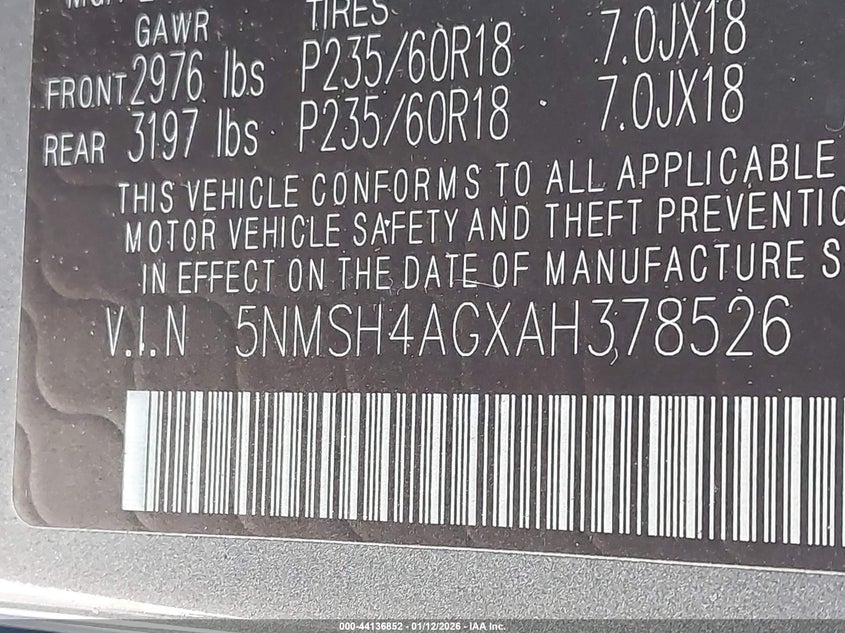 GAWR TIRES
FRONT 2976 lbs P235/60R18 7.0JX18
REAR 3197 lbs P235/60R18 7.0JX18
THIS VEHICLE CONFORMS TO ALL APPLICABLE
MOTOR VEHICLE SAFETY AND THEFT PREVENTIO
IN EFFECT ON THE DATE OF MANUFACTURE S
V.I.N 5NMSH4AGXAH378526
000-44136852 - 01/12/2026 - IAA Inc.